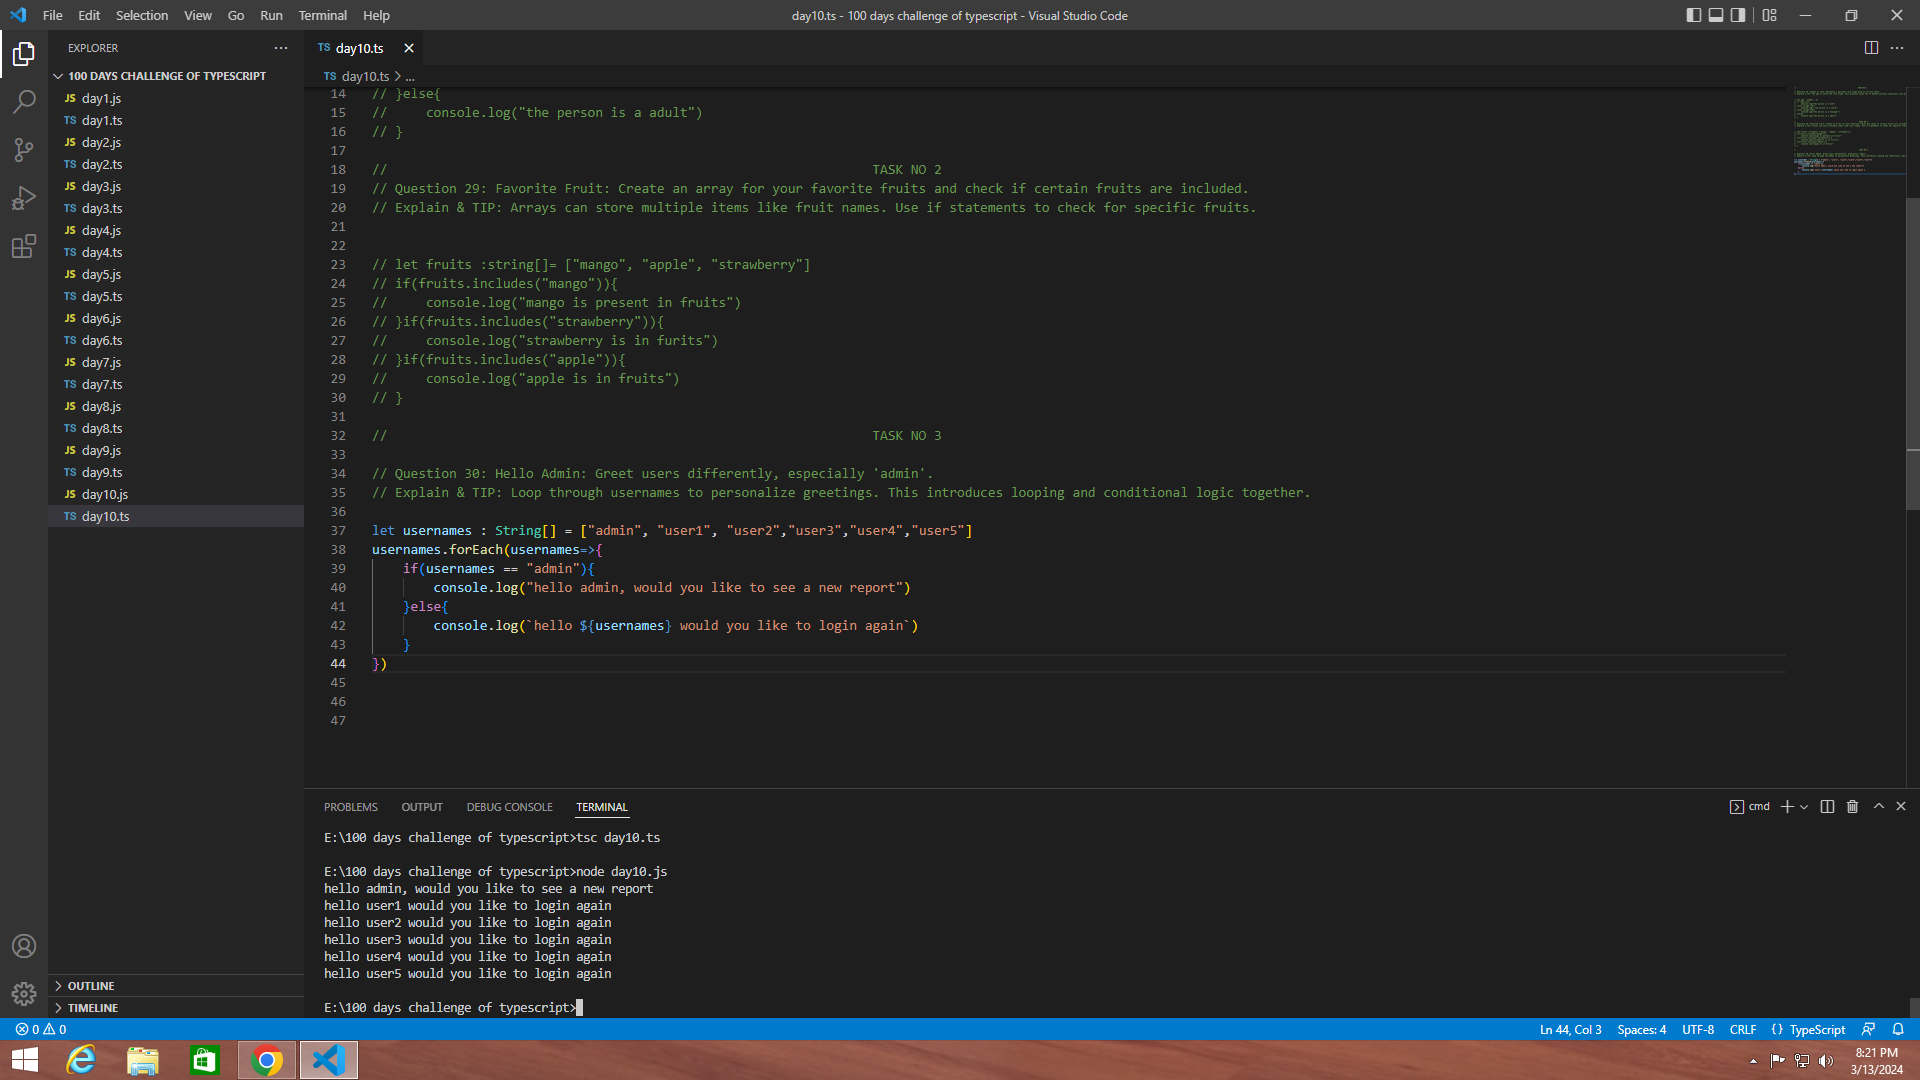 File Edit Selection View Go Run Terminal Help
day10.ts - 100 days challenge of typescript - Visual Studio Code
EXPLORER
100 DAYS CHALLENGE OF TYPESCRIPT
JS day1.js
TS day1.ts
JS day2.js
TS day2.ts
JS day3.js
TS day3.ts
JS day4.js
TS day4.ts
JS day5.js
TS day5.ts
JS day6.js
TS day6.ts
JS day7.js
TS day7.ts
JS day8.js
TS day8.ts
JS day9.js
TS day9.ts
JS day10.js
TS day10.ts
OUTLINE
TIMELINE
TS day10.ts
TS day10.ts > ...
14 // }else{
15 //     console.log("the person is a adult")
16 // }
17
18 // TASK NO 2
19 // Question 29: Favorite Fruit: Create an array for your favorite fruits and check if certain fruits are included.
20 // Explain & TIP: Arrays can store multiple items like fruit names. Use if statements to check for specific fruits.
21
22
23 // let fruits :string[]= ["mango", "apple", "strawberry"]
24 // if(fruits.includes("mango")){
25 //     console.log("mango is present in fruits")
26 // }if(fruits.includes("strawberry")){
27 //     console.log("strawberry is in furits")
28 // }if(fruits.includes("apple")){
29 //     console.log("apple is in fruits")
30 // }
31
32 // TASK NO 3
33
34 // Question 30: Hello Admin: Greet users differently, especially 'admin'.
35 // Explain & TIP: Loop through usernames to personalize greetings. This introduces looping and conditional logic together.
36
37 let usernames : String[] = ["admin", "user1", "user2","user3","user4","user5"]
38 usernames.forEach(usernames=>{
39     if(usernames == "admin"){
40         console.log("hello admin, would you like to see a new report")
41     }else{
42         console.log(`hello ${usernames} would you like to login again`)
43     }
44 })
45
46
47
PROBLEMS OUTPUT DEBUG CONSOLE TERMINAL
cmd
E:\100 days challenge of typescript>tsc day10.ts
E:\100 days challenge of typescript>node day10.js
hello admin, would you like to see a new report
hello user1 would you like to login again
hello user2 would you like to login again
hello user3 would you like to login again
hello user4 would you like to login again
hello user5 would you like to login again
E:\100 days challenge of typescript>
0 0
Ln 44, Col 3 Spaces: 4 UTF-8 CRLF {} TypeScript
8:21 PM
3/13/2024